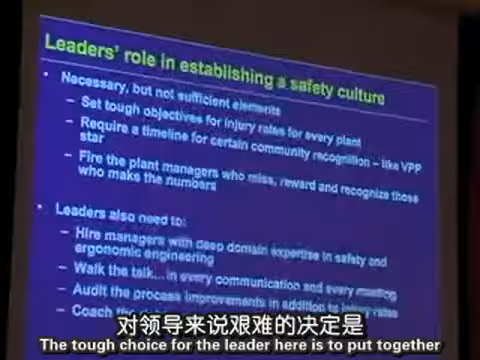 Leaders' role in establishing a safety culture
• Necessary, but not sufficient elements
– Set tough objectives for injury rates for every plant
– Require a timeline for certain community recognition – like VPP
star
– Fire the plant managers who miss, reward and recognize those
who make the numbers
• Leaders also need to:
– Hire managers with deep domain expertise in safety and
ergonomic engineering
– Walk the talk... in every communication and every meeting
– Audit the process improvements in addition to injury rates
– Coach the
对领导来说艰难的决定是
The tough choice for the leader here is to put together